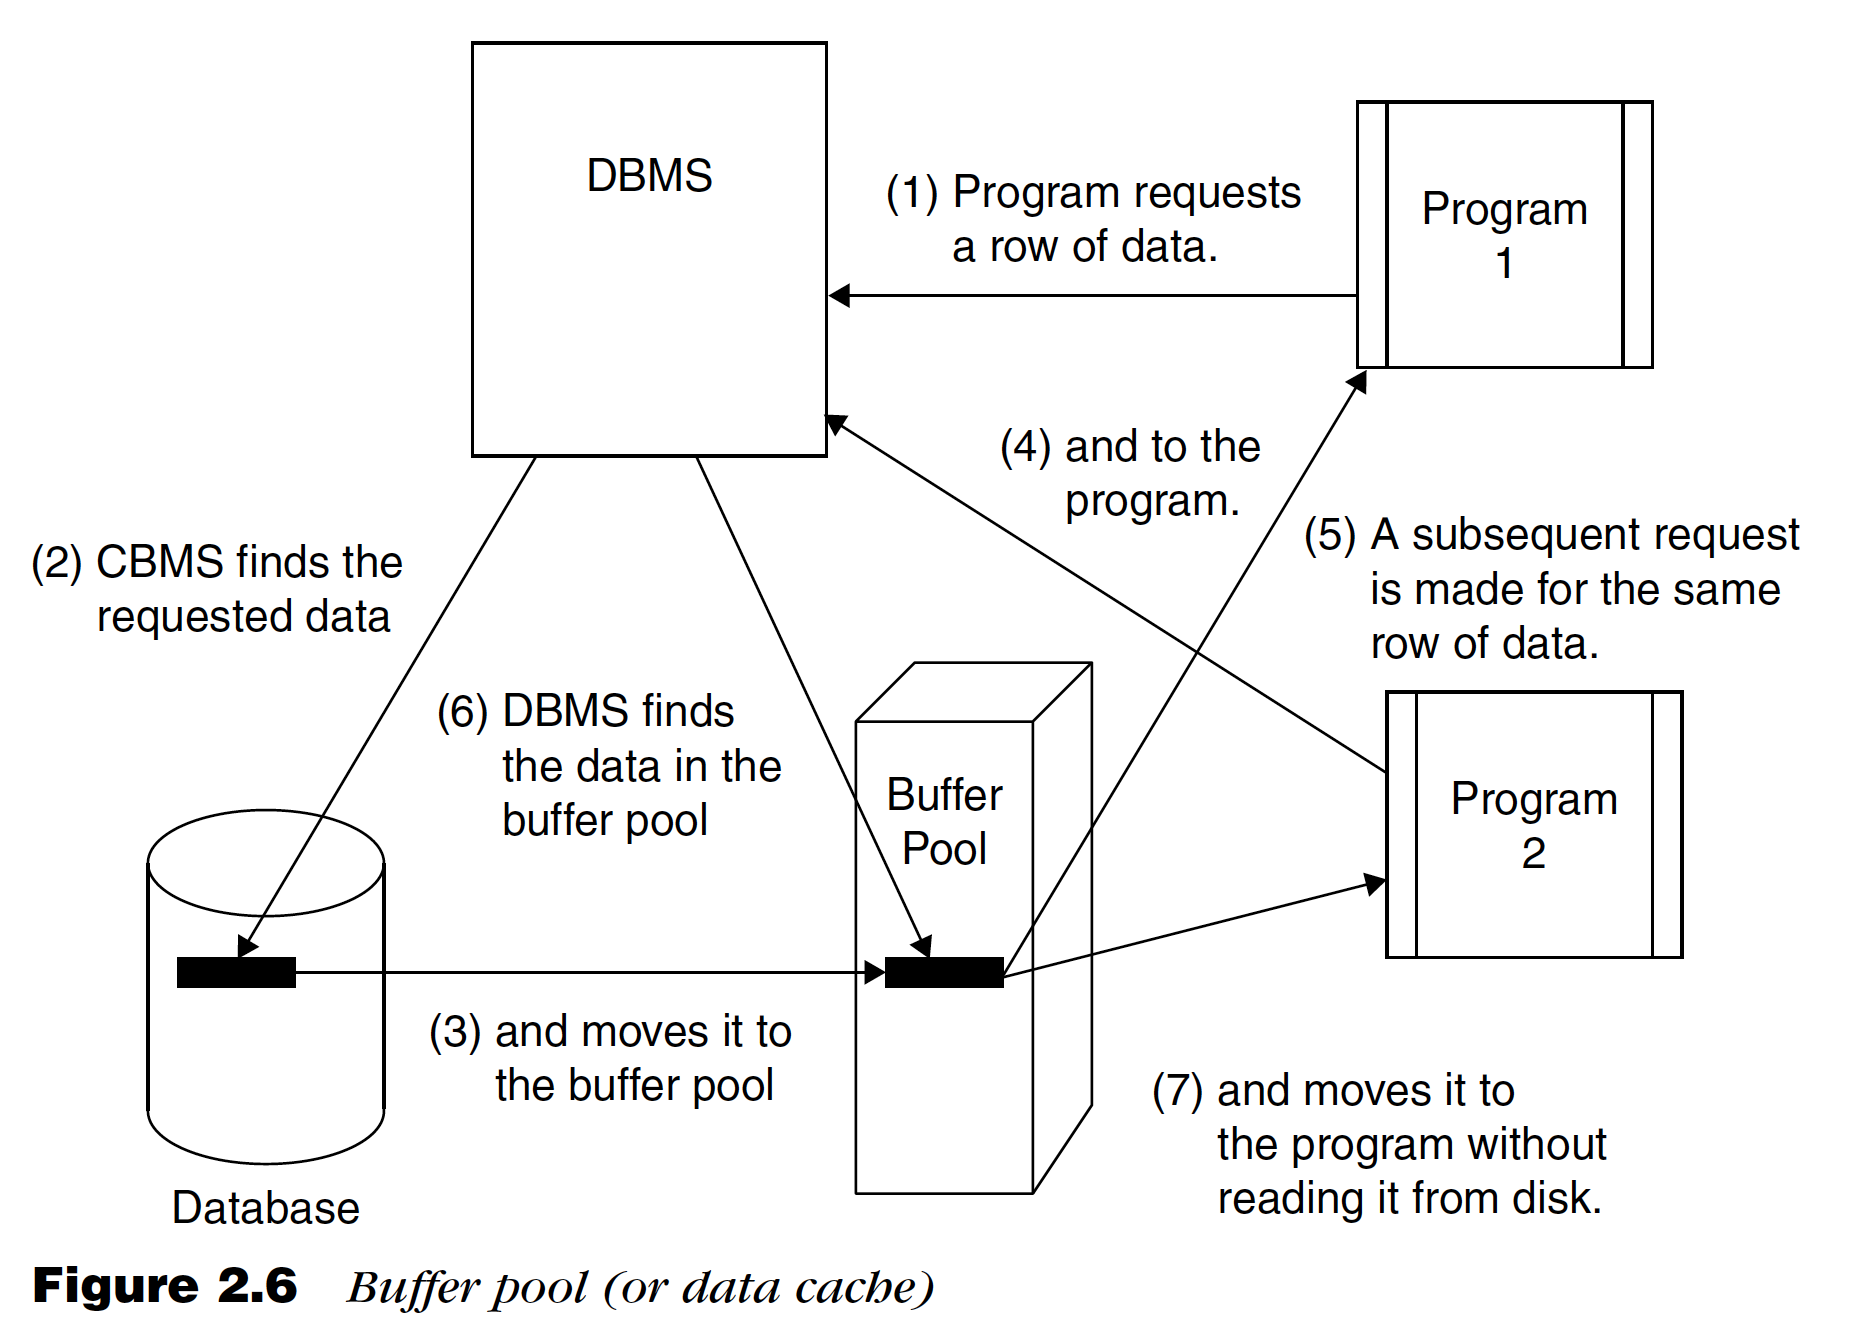 DBMS
(1) Program requests
a row of data.
Program
1
(4) and to the
program.
(5) A subsequent request
is made for the same
row of data.
(2) CBMS finds the
requested data
(6) DBMS finds
the data in the
buffer pool
Buffer
Pool
Program
2
(3) and moves it to
the buffer pool
(7) and moves it to
the program without
reading it from disk.
Database
Figure 2.6 Buffer pool (or data cache)